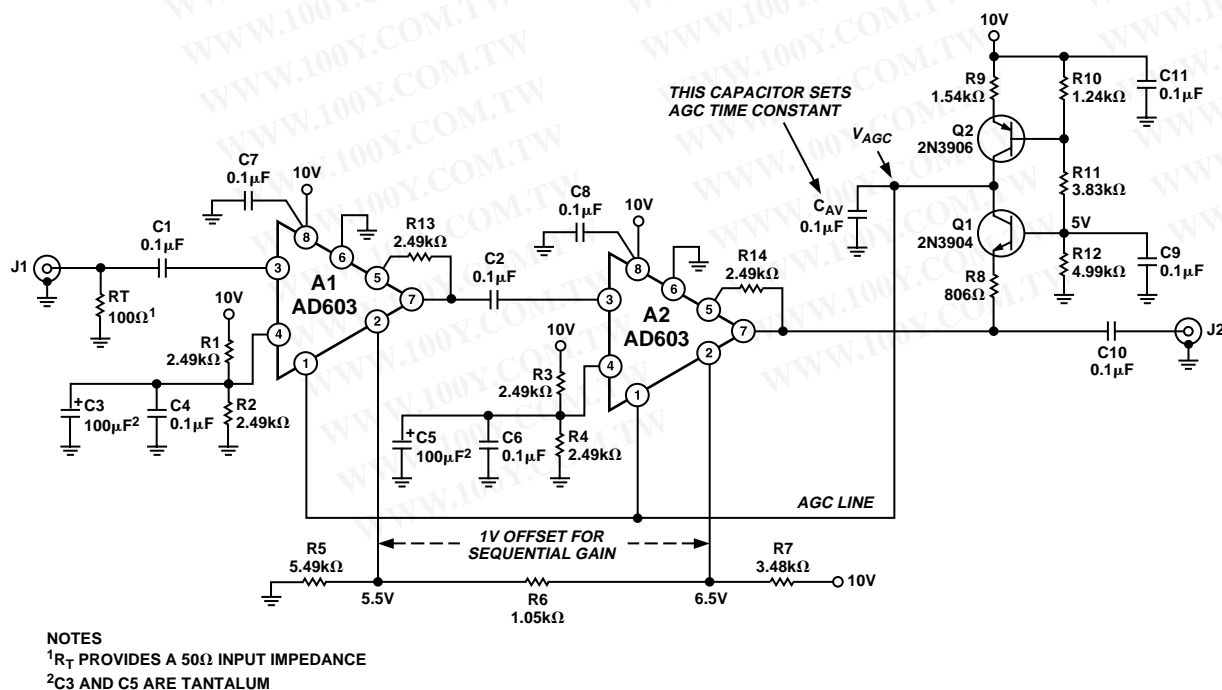 WWW.100Y.COM.TW
10V
THIS CAPACITOR SETS
AGC TIME CONSTANT
R9
1.54kΩ
R10
1.24kΩ
C11
0.1µF
VAGC
Q2
2N3906
C7
0.1µF
10V
C8
0.1µF
10V
CAV
0.1µF
R11
3.83kΩ
R13
2.49kΩ
Q1
2N3904
5V
C1
0.1µF
8
6
J1
3
5
C2
0.1µF
8
6
R14
2.49kΩ
R8
806Ω
R12
4.99kΩ
C9
0.1µF
A1
AD603
7
3
5
RT
100Ω1
10V
4
2
A2
AD603
7
J2
R1
2.49kΩ
1
10V
4
2
C10
0.1µF
R3
2.49kΩ
1
+
C3
100µF2
C4
0.1µF
R2
2.49kΩ
+
C5
100µF2
C6
0.1µF
R4
2.49kΩ
AGC LINE
1V OFFSET FOR
SEQUENTIAL GAIN
R5
5.49kΩ
R7
3.48kΩ
10V
5.5V
R6
1.05kΩ
6.5V
NOTES
1RT PROVIDES A 50Ω INPUT IMPEDANCE
2C3 AND C5 ARE TANTALUM